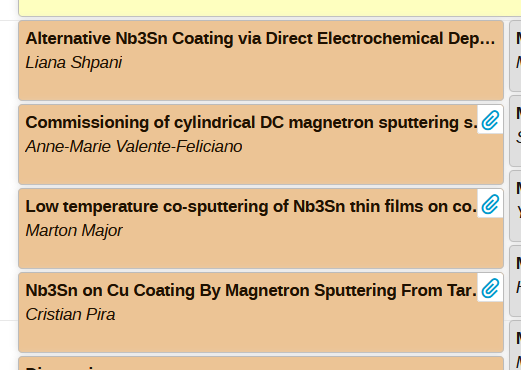 Alternative Nb3Sn Coating via Direct Electrochemical Dep...
Liana Shpani
Commissioning of cylindrical DC magnetron sputtering s.
Anne-Marie Valente-Feliciano
Low temperature co-sputtering of Nb3Sn thin films on co.
Marton Major
Nb3Sn on Cu Coating By Magnetron Sputtering From Tar.
Cristian Pira